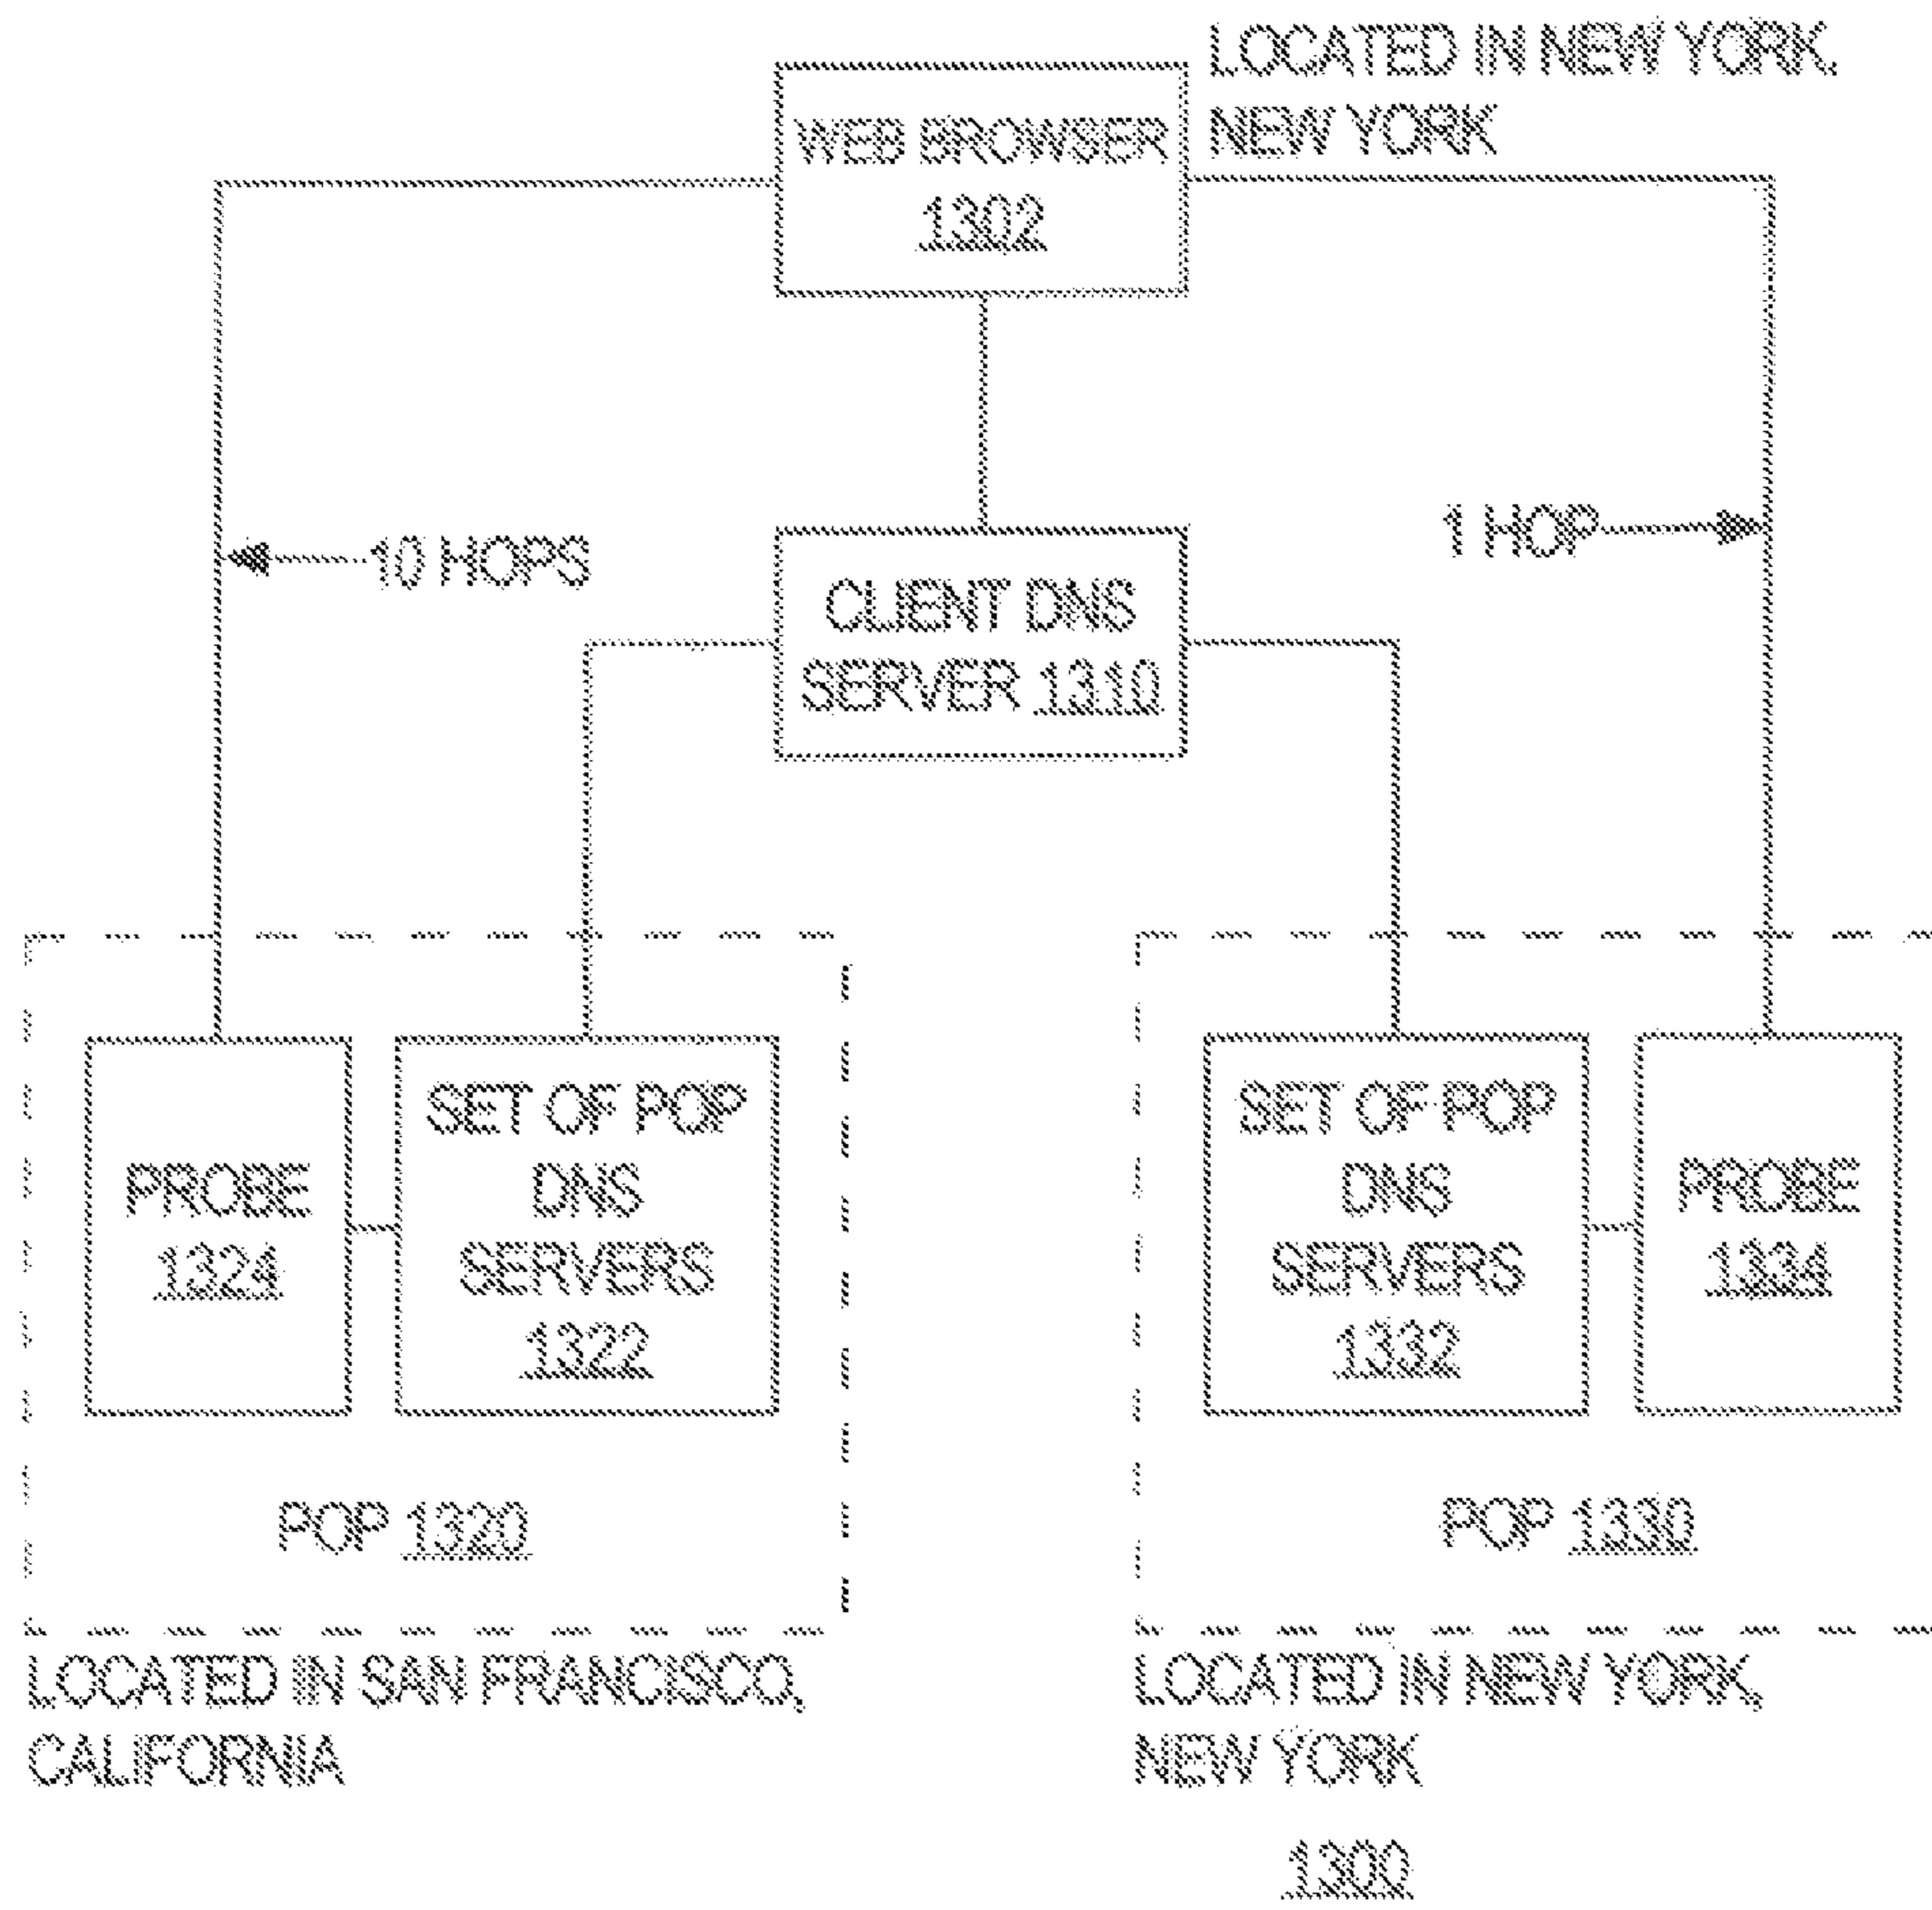 LOCATED IN NEW YORK,
NEW YORK
WEB BROWSER
1302
10 HOPS
1 HOP
CLIENT DNS
SERVER 1310
PROBE
1324
SET OF POP
DNS
SERVERS
1322
SET OF POP
DNS
SERVERS
1332
PROBE
1334
POP 1320
POP 1330
LOCATED IN SAN FRANCISCO,
CALIFORNIA
LOCATED IN NEW YORK,
NEW YORK
1300